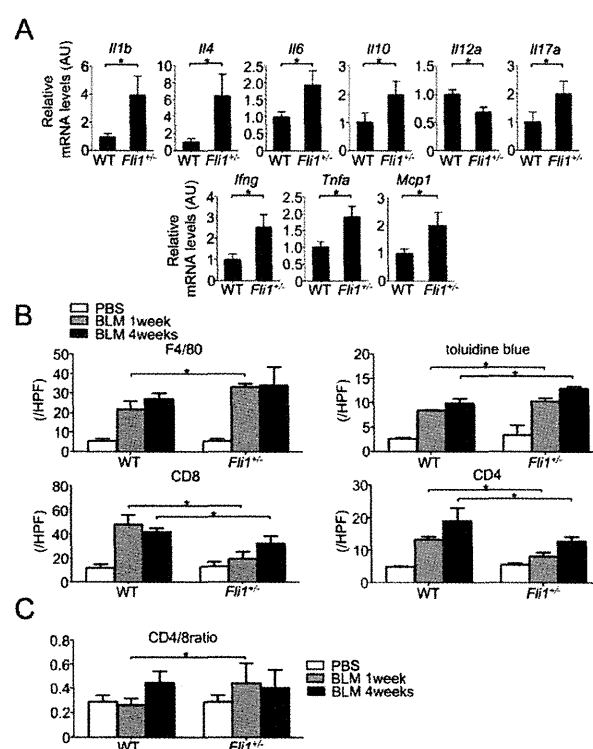 A
Il1b Il4 Il6 Il10 Il12a Il17a
Relative mRNA levels (AU)
6 4 2 0
10 8 6 4 2 0
2.5 2.0 1.5 1.0 0.5 0
3 2 1 0
1.5 1.0 0.5 0
3 2 1 0
* * * * * *
WT Fli1+/- WT Fli1+/- WT Fli1+/- WT Fli1+/- WT Fli1+/- WT Fli1+/-
Ifng Tnfa Mcp1
Relative mRNA levels (AU)
4 3 2 1 0
2.5 2.0 1.5 1.0 0.5 0
3 2 1 0
* * *
WT Fli1+/- WT Fli1+/- WT Fli1+/-
B
PBS
BLM 1week
BLM 4weeks
F4/80
(/HPF)
50 40 30 20 10 0
*
WT Fli1+/-
toluidine blue
(/HPF)
20 15 10 5 0
*
*
WT Fli1+/-
CD8
(/HPF)
80 60 40 20 0
*
*
WT Fli1+/-
CD4
(/HPF)
30 20 10 0
*
*
WT Fli1+/-
C
CD4/8ratio
0.8 0.6 0.4 0.2 0
*
WT Fli1+/-
PBS
BLM 1week
BLM 4weeks